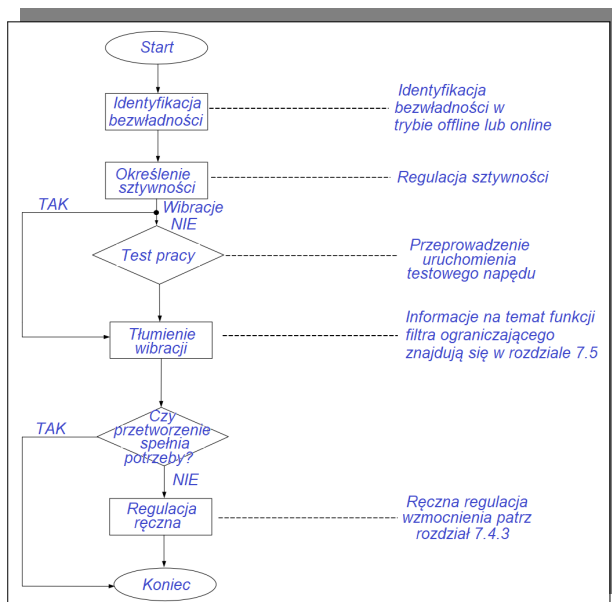 Start
Identyfikacja
bezwładności
Identyfikacja
bezwładności w
trybie offline lub online
Określenie
sztywności
Regulacja sztywności
TAK
Wibracje
NIE
Test pracy
Przeprowadzenie
uruchomienia
testowego napędu
Tłumienie
wibracji
Informacje na temat funkcji
filtra ograniczającego
znajdują się w rozdziale 7.5
Czy
przetworzenie
spełnia
potrzeby?
TAK
NIE
Regulacja
ręczna
Ręczna regulacja
wzmocnienia patrz
rozdział 7.4.3
Koniec